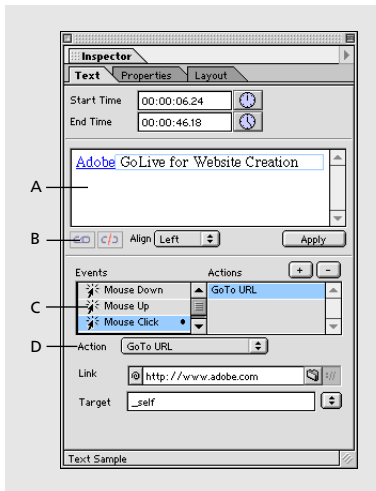 Inspector
Text Properties Layout
Start Time 00:00:06.24
End Time 00:00:46.18
Adobe GoLive for Website Creation
A
B Align Left Apply
Events Actions + -
Mouse Down GoTo URL
C Mouse Up
Mouse Click
D Action GoTo URL
Link http://www.adobe.com
Target _self
Text Sample